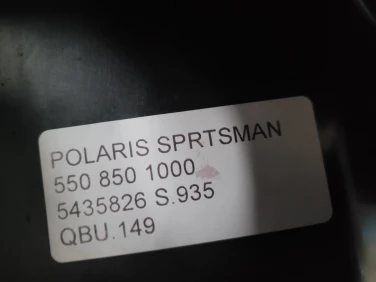 POLARIS SPRTSMAN
550 850 1000
5435826 S.935
QBU.149